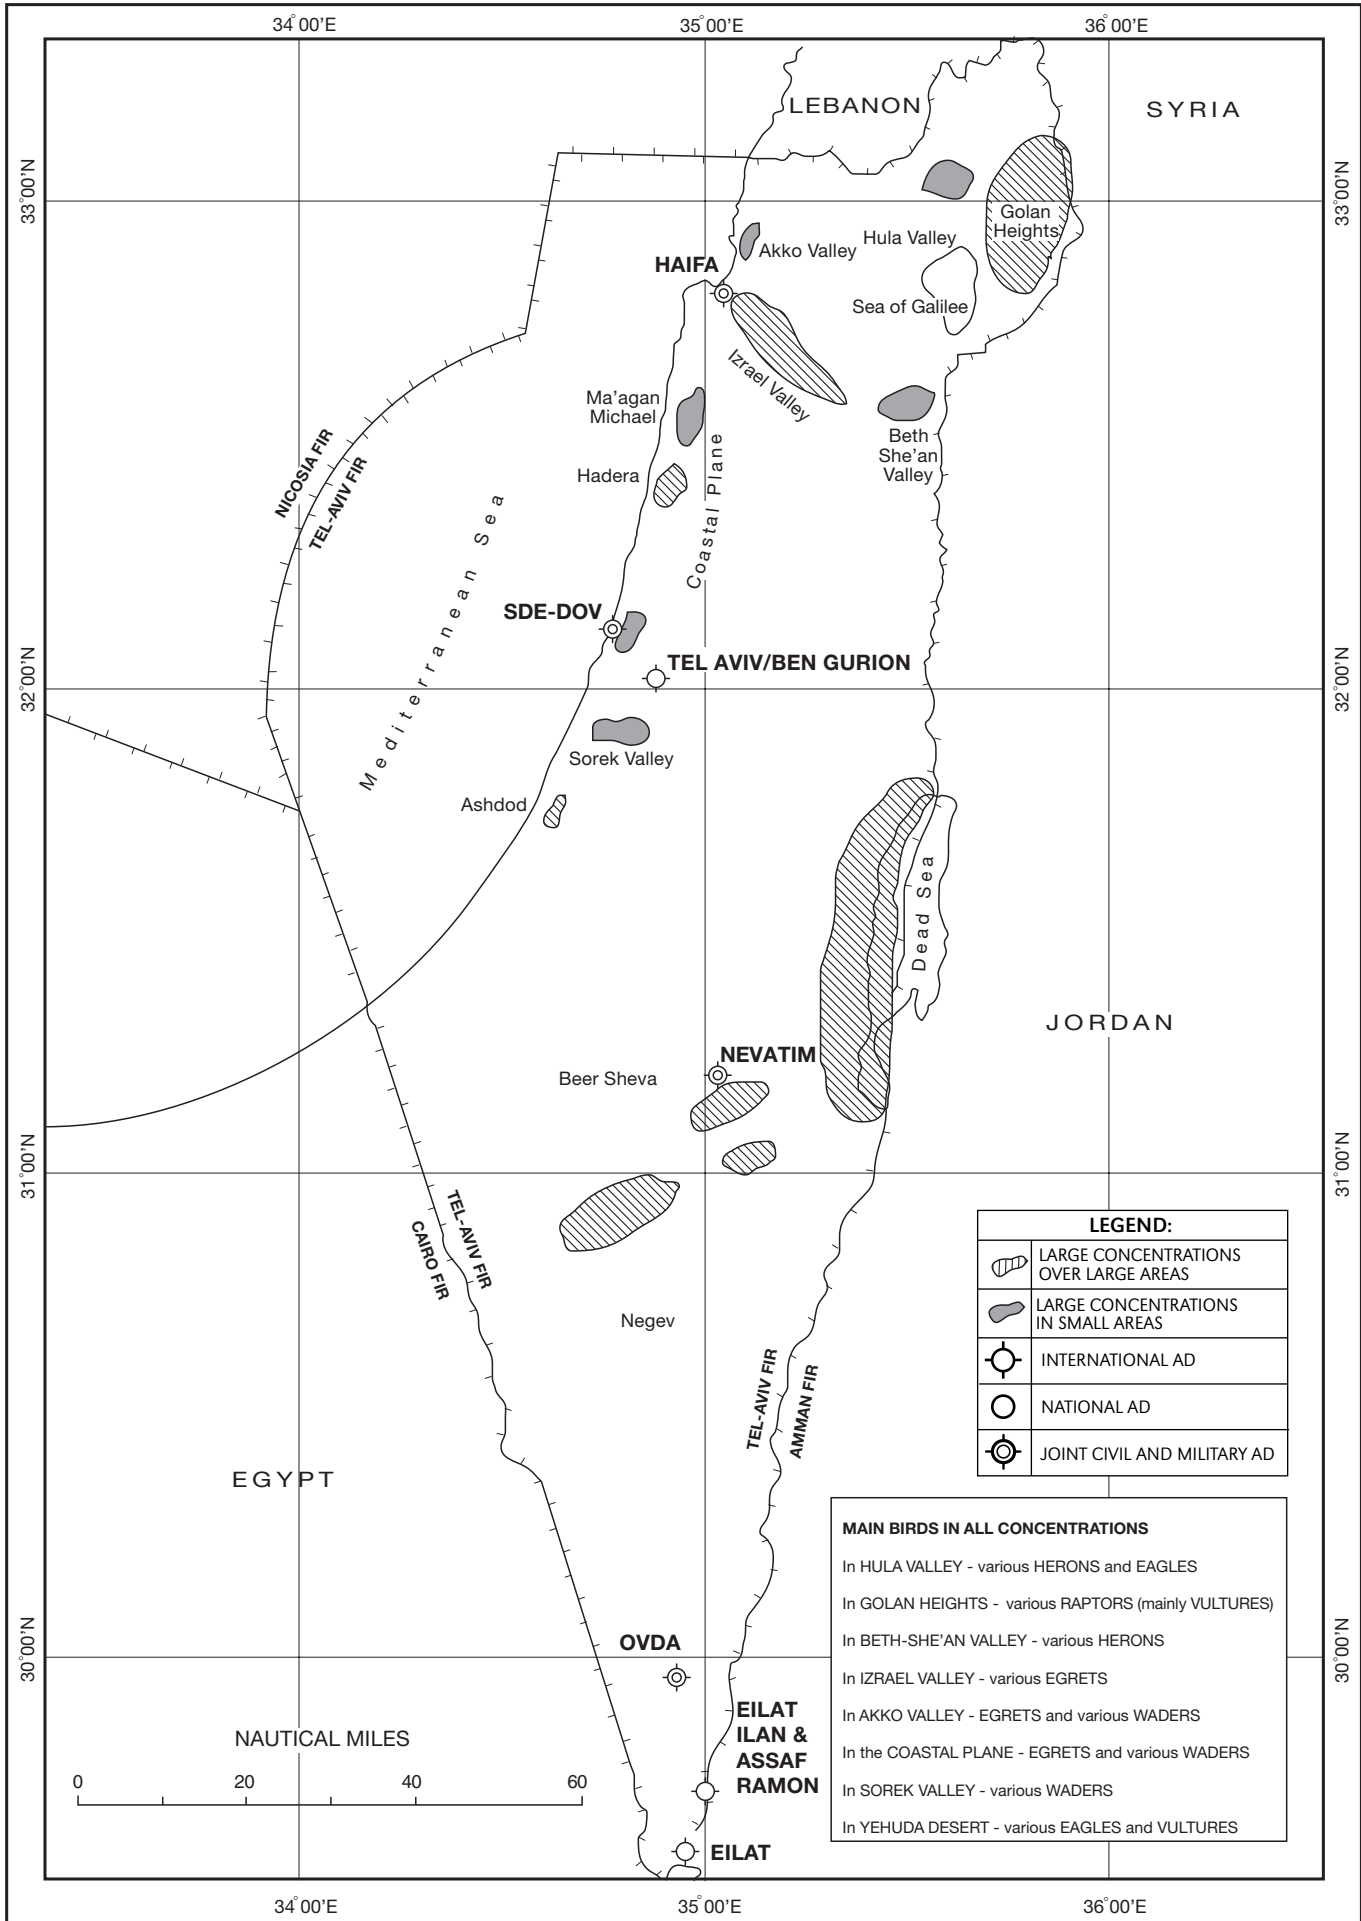 34°00'E
35°00'E
36°00'E
LEBANON
SYRIA
33°00'N
33°00'N
Golan
Heights
Hula Valley
Akko Valley
HAIFA
Sea of Galilee
Izrael Valley
Ma'agan
Michael
Beth
She'an
Valley
Hadera
Coastal Plane
NICOSIA FIR
TEL-AVIV FIR
Mediterranean Sea
SDE-DOV
TEL AVIV/BEN GURION
32°00'N
32°00'N
Sorek Valley
Ashdod
Dead Sea
JORDAN
NEVATIM
Beer Sheva
31°00'N
31°00'N
TEL-AVIV FIR
CAIRO FIR
Negev
LEGEND:
LARGE CONCENTRATIONS
OVER LARGE AREAS
LARGE CONCENTRATIONS
IN SMALL AREAS
INTERNATIONAL AD
NATIONAL AD
JOINT CIVIL AND MILITARY AD
TEL-AVIV FIR
AMMAN FIR
EGYPT
MAIN BIRDS IN ALL CONCENTRATIONS
In HULA VALLEY - various HERONS and EAGLES
In GOLAN HEIGHTS - various RAPTORS (mainly VULTURES)
In BETH-SHE'AN VALLEY - various HERONS
In IZRAEL VALLEY - various EGRETS
In AKKO VALLEY - EGRETS and various WADERS
In the COASTAL PLANE - EGRETS and various WADERS
In SOREK VALLEY - various WADERS
In YEHUDA DESERT - various EAGLES and VULTURES
OVDA
30°00'N
30°00'N
EILAT
ILAN &
ASSAF
RAMON
NAUTICAL MILES
0 20 40 60
EILAT
34°00'E
35°00'E
36°00'E